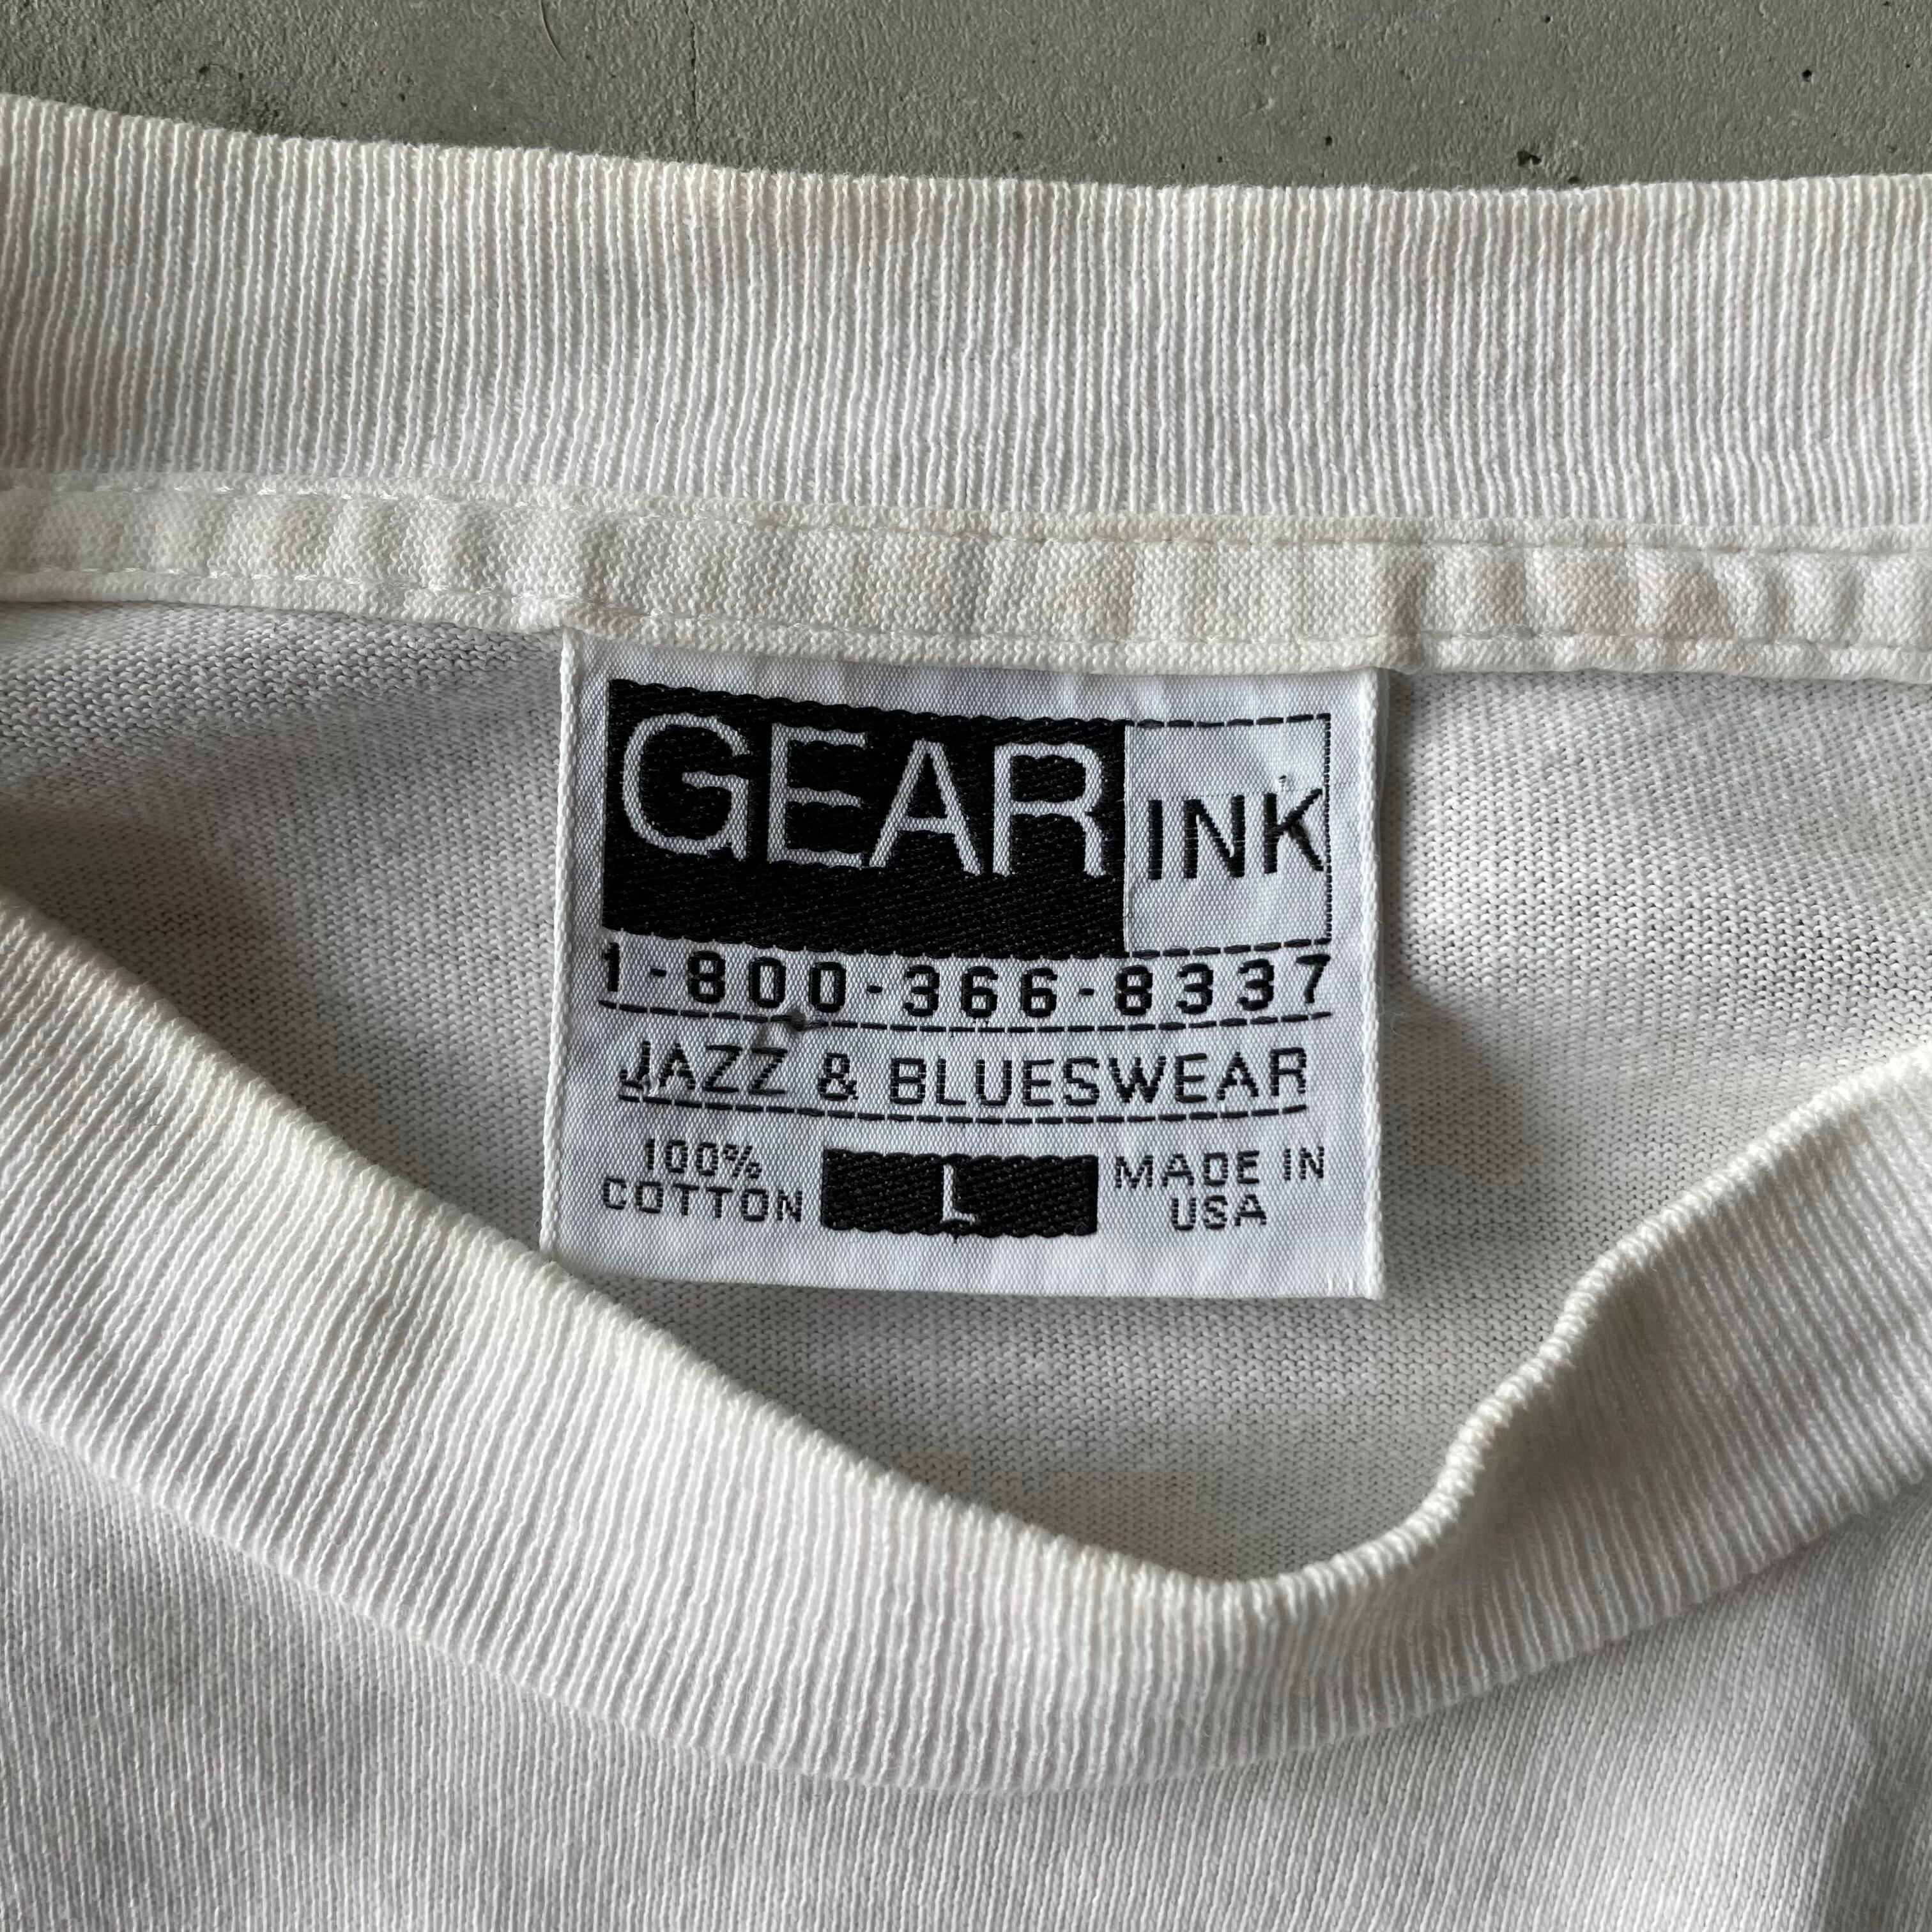 GEAR INK
1-800-366-8337
JAZZ & BLUESWEAR
100%
COTTON
L
MADE IN
USA